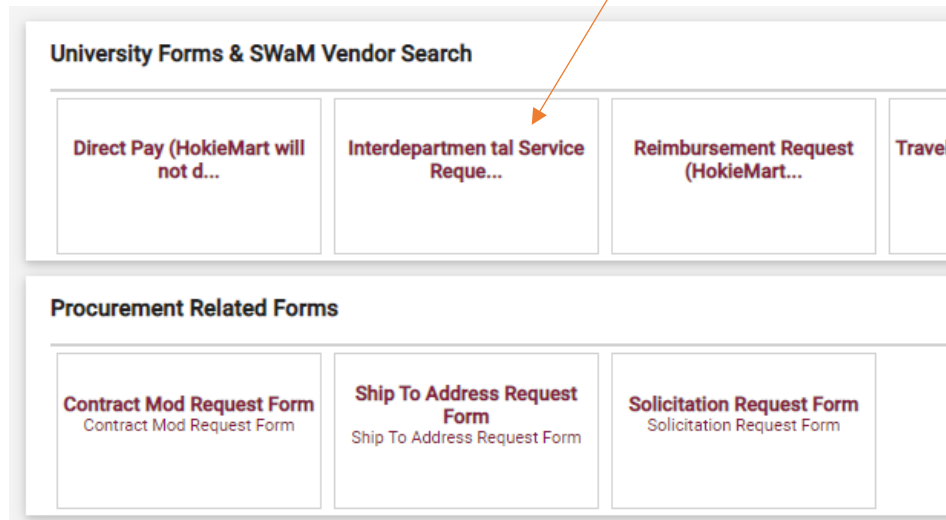 University Forms & SWaM Vendor Search
Direct Pay (HokieMart will
not d...
Interdepartmen tal Service
Reque...
Reimbursement Request
(HokieMart...
Travel
Procurement Related Forms
Contract Mod Request Form
Contract Mod Request Form
Ship To Address Request
Form
Ship To Address Request Form
Solicitation Request Form
Solicitation Request Form